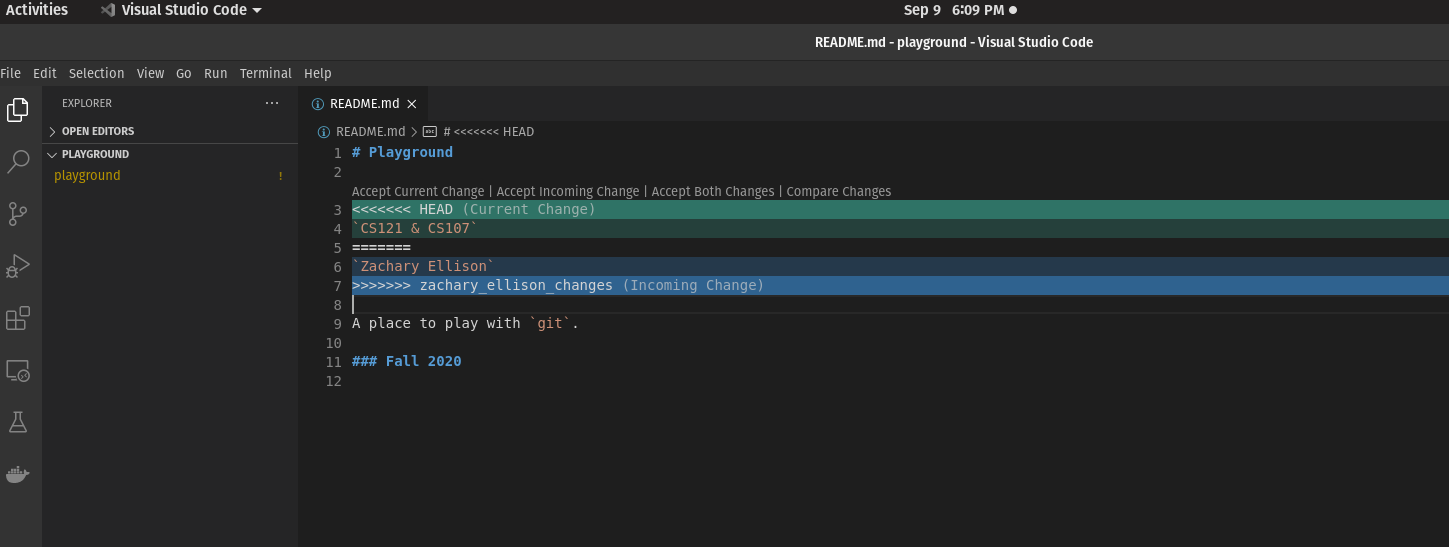 Activities Visual Studio Code Sep 9 6:09 PM
README.md - playground - Visual Studio Code
File Edit Selection View Go Run Terminal Help
EXPLORER ···
OPEN EDITORS
PLAYGROUND
playground !
README.md
README.md > # <<<<<<< HEAD
1 # Playground
2
Accept Current Change | Accept Incoming Change | Accept Both Changes | Compare Changes
3 <<<<<<< HEAD (Current Change)
4 `CS121 & CS107`
5 =======
6 `Zachary Ellison`
7 >>>>>>> zachary_ellison_changes (Incoming Change)
8
9 A place to play with `git`.
10
11 ### Fall 2020
12